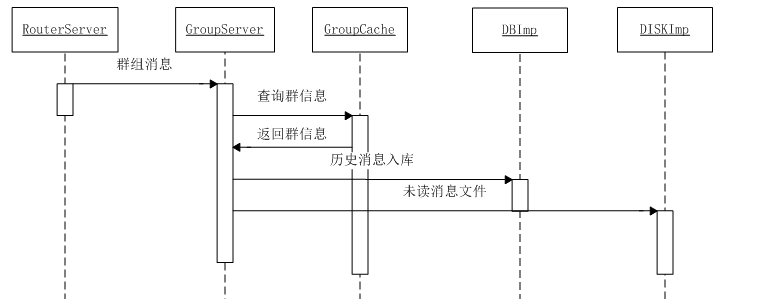 RouterServer
GroupServer
GroupCache
DBImp
DISKImp
群组消息
查询群信息
返回群信息
历史消息入库
未读消息文件